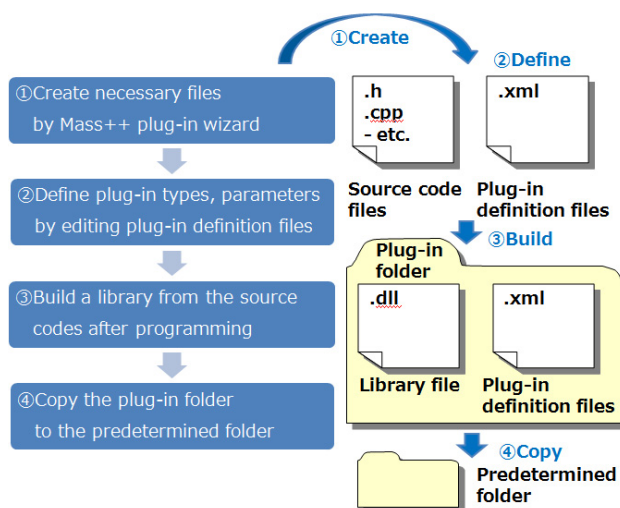 ①Create necessary files
by Mass++ plug-in wizard
②Define plug-in types, parameters
by editing plug-in definition files
③Build a library from the source
codes after programming
④Copy the plug-in folder
to the predetermined folder
①Create
②Define
.h
.cpp
- etc.
.xml
Source code
files
Plug-in
definition files
③Build
Plug-in
folder
.dll
.xml
Library file
Plug-in
definition files
④Copy
Predetermined
folder